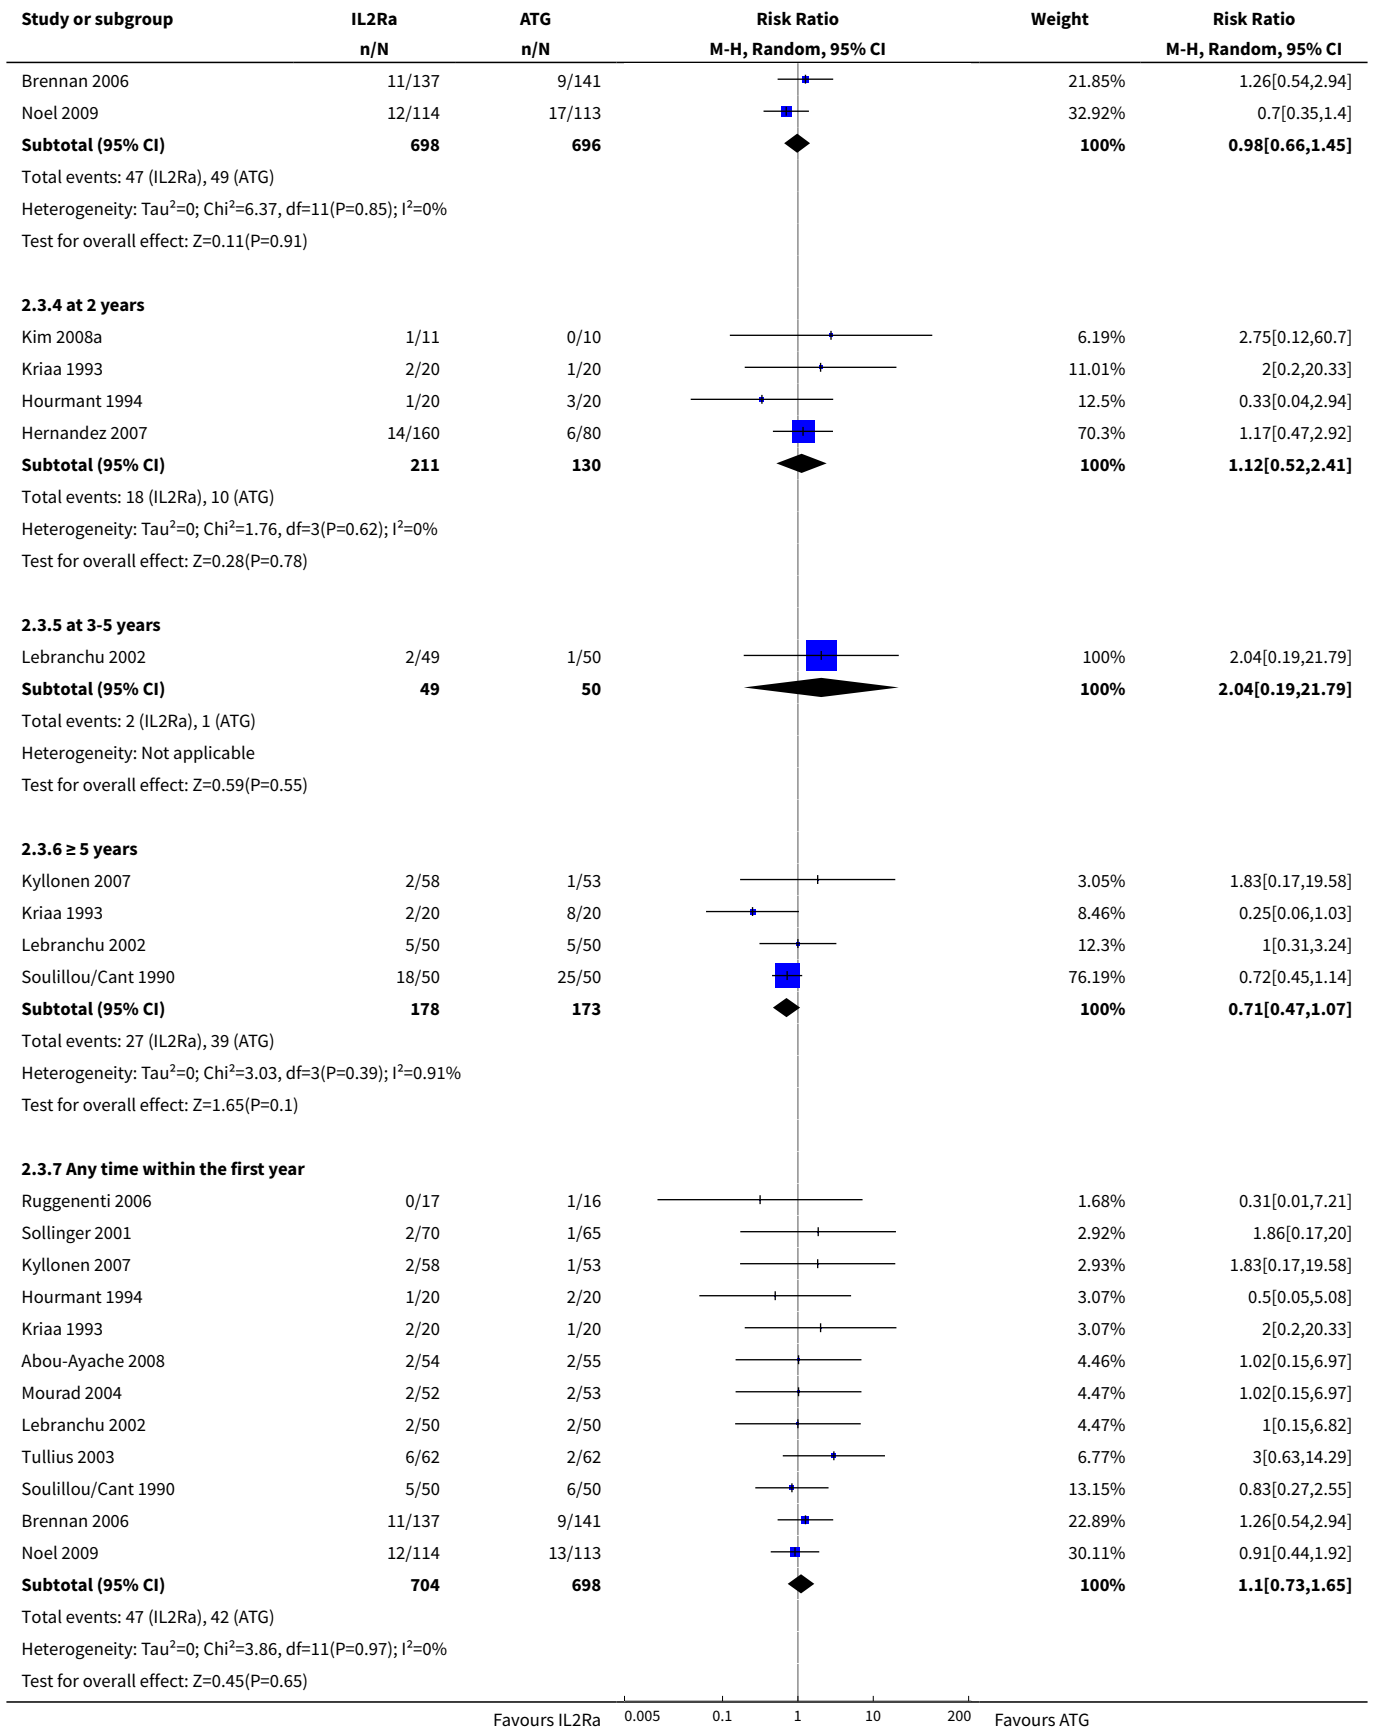 Study or subgroup IL2Ra ATG Risk Ratio Weight Risk Ratio
n/N n/N M-H, Random, 95% CI M-H, Random, 95% CI
Brennan 2006 11/137 9/141 21.85% 1.26[0.54,2.94]
Noel 2009 12/114 17/113 32.92% 0.7[0.35,1.4]
Subtotal (95% CI) 698 696 100% 0.98[0.66,1.45]
Total events: 47 (IL2Ra), 49 (ATG)
Heterogeneity: Tau²=0; Chi²=6.37, df=11(P=0.85); I²=0%
Test for overall effect: Z=0.11(P=0.91)
2.3.4 at 2 years
Kim 2008a 1/11 0/10 6.19% 2.75[0.12,60.7]
Kriaa 1993 2/20 1/20 11.01% 2[0.2,20.33]
Hourmant 1994 1/20 3/20 12.5% 0.33[0.04,2.94]
Hernandez 2007 14/160 6/80 70.3% 1.17[0.47,2.92]
Subtotal (95% CI) 211 130 100% 1.12[0.52,2.41]
Total events: 18 (IL2Ra), 10 (ATG)
Heterogeneity: Tau²=0; Chi²=1.76, df=3(P=0.62); I²=0%
Test for overall effect: Z=0.28(P=0.78)
2.3.5 at 3-5 years
Lebranchu 2002 2/49 1/50 100% 2.04[0.19,21.79]
Subtotal (95% CI) 49 50 100% 2.04[0.19,21.79]
Total events: 2 (IL2Ra), 1 (ATG)
Heterogeneity: Not applicable
Test for overall effect: Z=0.59(P=0.55)
2.3.6 ≥ 5 years
Kyllonen 2007 2/58 1/53 3.05% 1.83[0.17,19.58]
Kriaa 1993 2/20 8/20 8.46% 0.25[0.06,1.03]
Lebranchu 2002 5/50 5/50 12.3% 1[0.31,3.24]
Soulillou/Cant 1990 18/50 25/50 76.19% 0.72[0.45,1.14]
Subtotal (95% CI) 178 173 100% 0.71[0.47,1.07]
Total events: 27 (IL2Ra), 39 (ATG)
Heterogeneity: Tau²=0; Chi²=3.03, df=3(P=0.39); I²=0.91%
Test for overall effect: Z=1.65(P=0.1)
2.3.7 Any time within the first year
Ruggenenti 2006 0/17 1/16 1.68% 0.31[0.01,7.21]
Sollinger 2001 2/70 1/65 2.92% 1.86[0.17,20]
Kyllonen 2007 2/58 1/53 2.93% 1.83[0.17,19.58]
Hourmant 1994 1/20 2/20 3.07% 0.5[0.05,5.08]
Kriaa 1993 2/20 1/20 3.07% 2[0.2,20.33]
Abou-Ayache 2008 2/54 2/55 4.46% 1.02[0.15,6.97]
Mourad 2004 2/52 2/53 4.47% 1.02[0.15,6.97]
Lebranchu 2002 2/50 2/50 4.47% 1[0.15,6.82]
Tullius 2003 6/62 2/62 6.77% 3[0.63,14.29]
Soulillou/Cant 1990 5/50 6/50 13.15% 0.83[0.27,2.55]
Brennan 2006 11/137 9/141 22.89% 1.26[0.54,2.94]
Noel 2009 12/114 13/113 30.11% 0.91[0.44,1.92]
Subtotal (95% CI) 704 698 100% 1.1[0.73,1.65]
Total events: 47 (IL2Ra), 42 (ATG)
Heterogeneity: Tau²=0; Chi²=3.86, df=11(P=0.97); I²=0%
Test for overall effect: Z=0.45(P=0.65)
Favours IL2Ra 0.005 0.1 1 10 200 Favours ATG